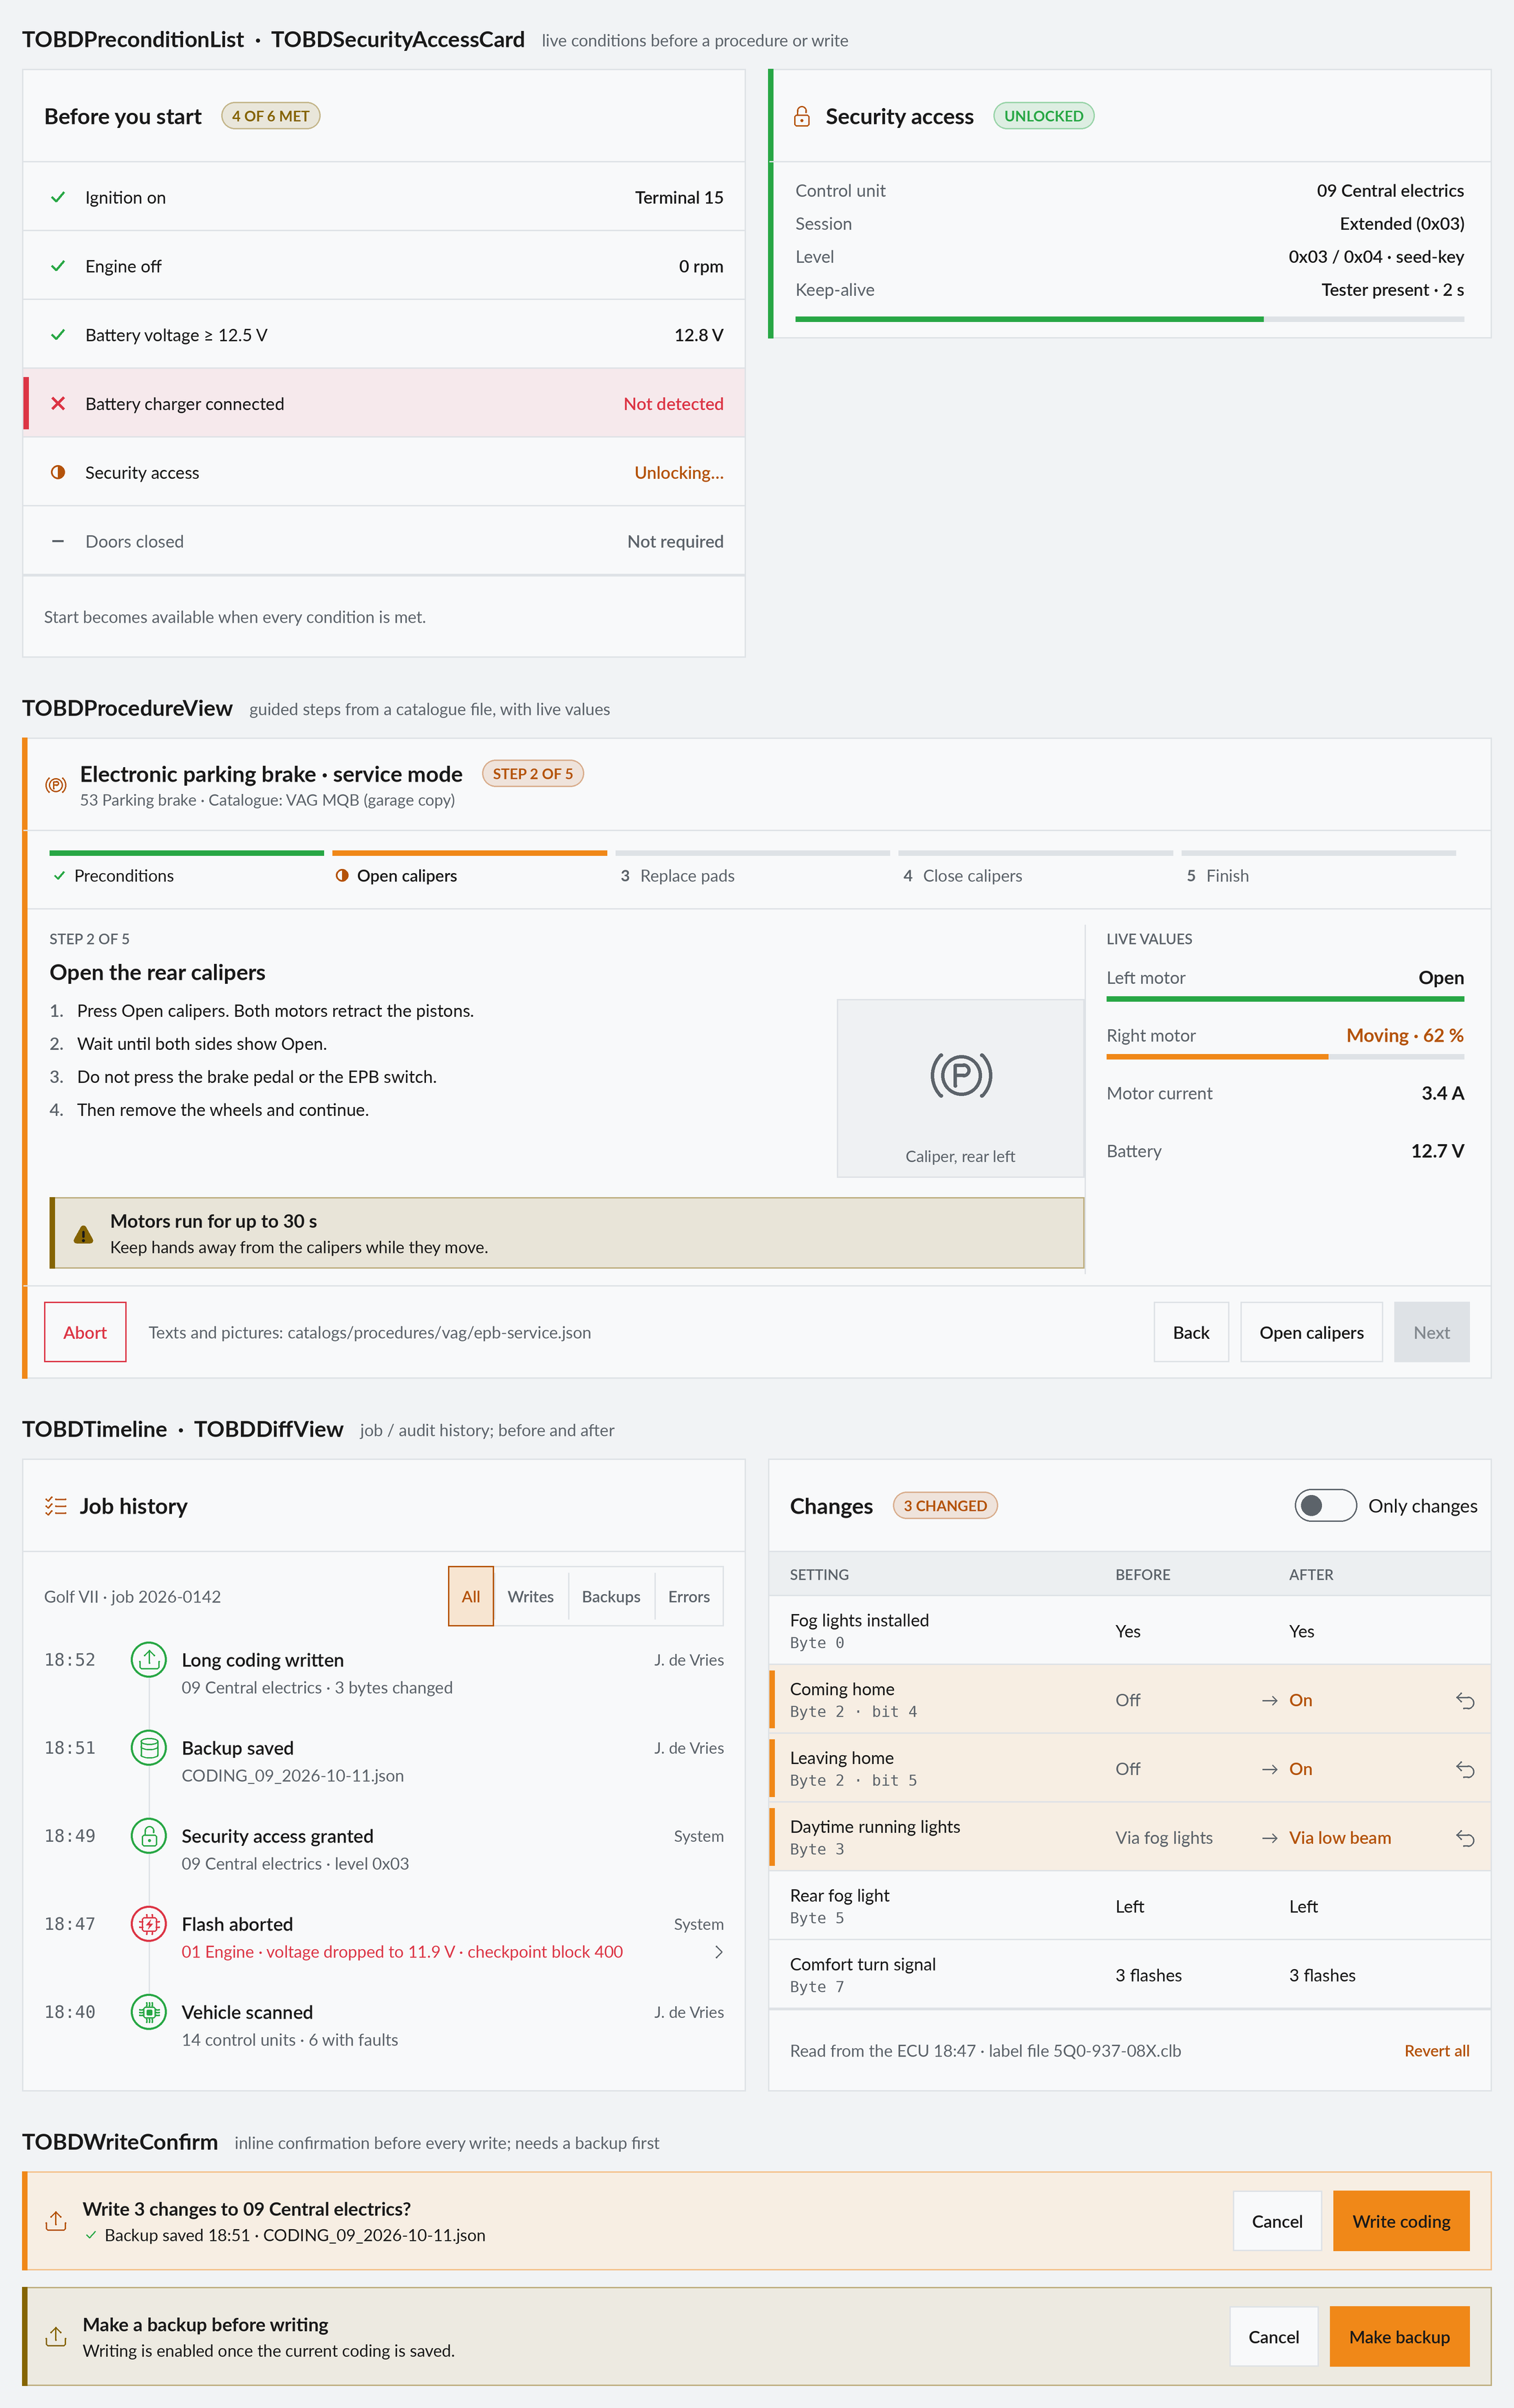 TOBDPreconditionList · TOBDSecurityAccessCard live conditions before a procedure or write
Before you start 4 OF 6 MET
Ignition on Terminal 15
Engine off 0 rpm
Battery voltage ≥ 12.5 V 12.8 V
Battery charger connected Not detected
Security access Unlocking...
Doors closed Not required
Start becomes available when every condition is met.
Security access UNLOCKED
Control unit 09 Central electrics
Session Extended (0x03)
Level 0x03 / 0x04 · seed-key
Keep-alive Tester present · 2 s
TOBDProcedureView guided steps from a catalogue file, with live values
Electronic parking brake · service mode STEP 2 OF 5
53 Parking brake · Catalogue: VAG MQB (garage copy)
Preconditions Open calipers 3 Replace pads 4 Close calipers 5 Finish
STEP 2 OF 5
Open the rear calipers
1. Press Open calipers. Both motors retract the pistons.
2. Wait until both sides show Open.
3. Do not press the brake pedal or the EPB switch.
4. Then remove the wheels and continue.
P
Caliper, rear left
Motors run for up to 30 s
Keep hands away from the calipers while they move.
LIVE VALUES
Left motor Open
Right motor Moving · 62 %
Motor current 3.4 A
Battery 12.7 V
Abort Texts and pictures: catalogs/procedures/vag/epb-service.json Back Open calipers Next
TOBDTimeline · TOBDDiffView job / audit history; before and after
Job history
Golf VII · job 2026-0142 All Writes Backups Errors
18:52 Long coding written J. de Vries
09 Central electrics · 3 bytes changed
18:51 Backup saved J. de Vries
CODING_09_2026-10-11.json
18:49 Security access granted System
09 Central electrics · level 0x03
18:47 Flash aborted System
01 Engine · voltage dropped to 11.9 V · checkpoint block 400
18:40 Vehicle scanned J. de Vries
14 control units · 6 with faults
Changes 3 CHANGED Only changes
SETTING BEFORE AFTER
Fog lights installed Yes Yes
Byte 0
Coming home Off → On
Byte 2 · bit 4
Leaving home Off → On
Byte 2 · bit 5
Daytime running lights Via fog lights → Via low beam
Byte 3
Rear fog light Left Left
Byte 5
Comfort turn signal 3 flashes 3 flashes
Byte 7
Read from the ECU 18:47 · label file 5Q0-937-08X.clb Revert all
TOBDWriteConfirm inline confirmation before every write; needs a backup first
Write 3 changes to 09 Central electrics?
Backup saved 18:51 · CODING_09_2026-10-11.json
Cancel Write coding
Make a backup before writing
Writing is enabled once the current coding is saved.
Cancel Make backup